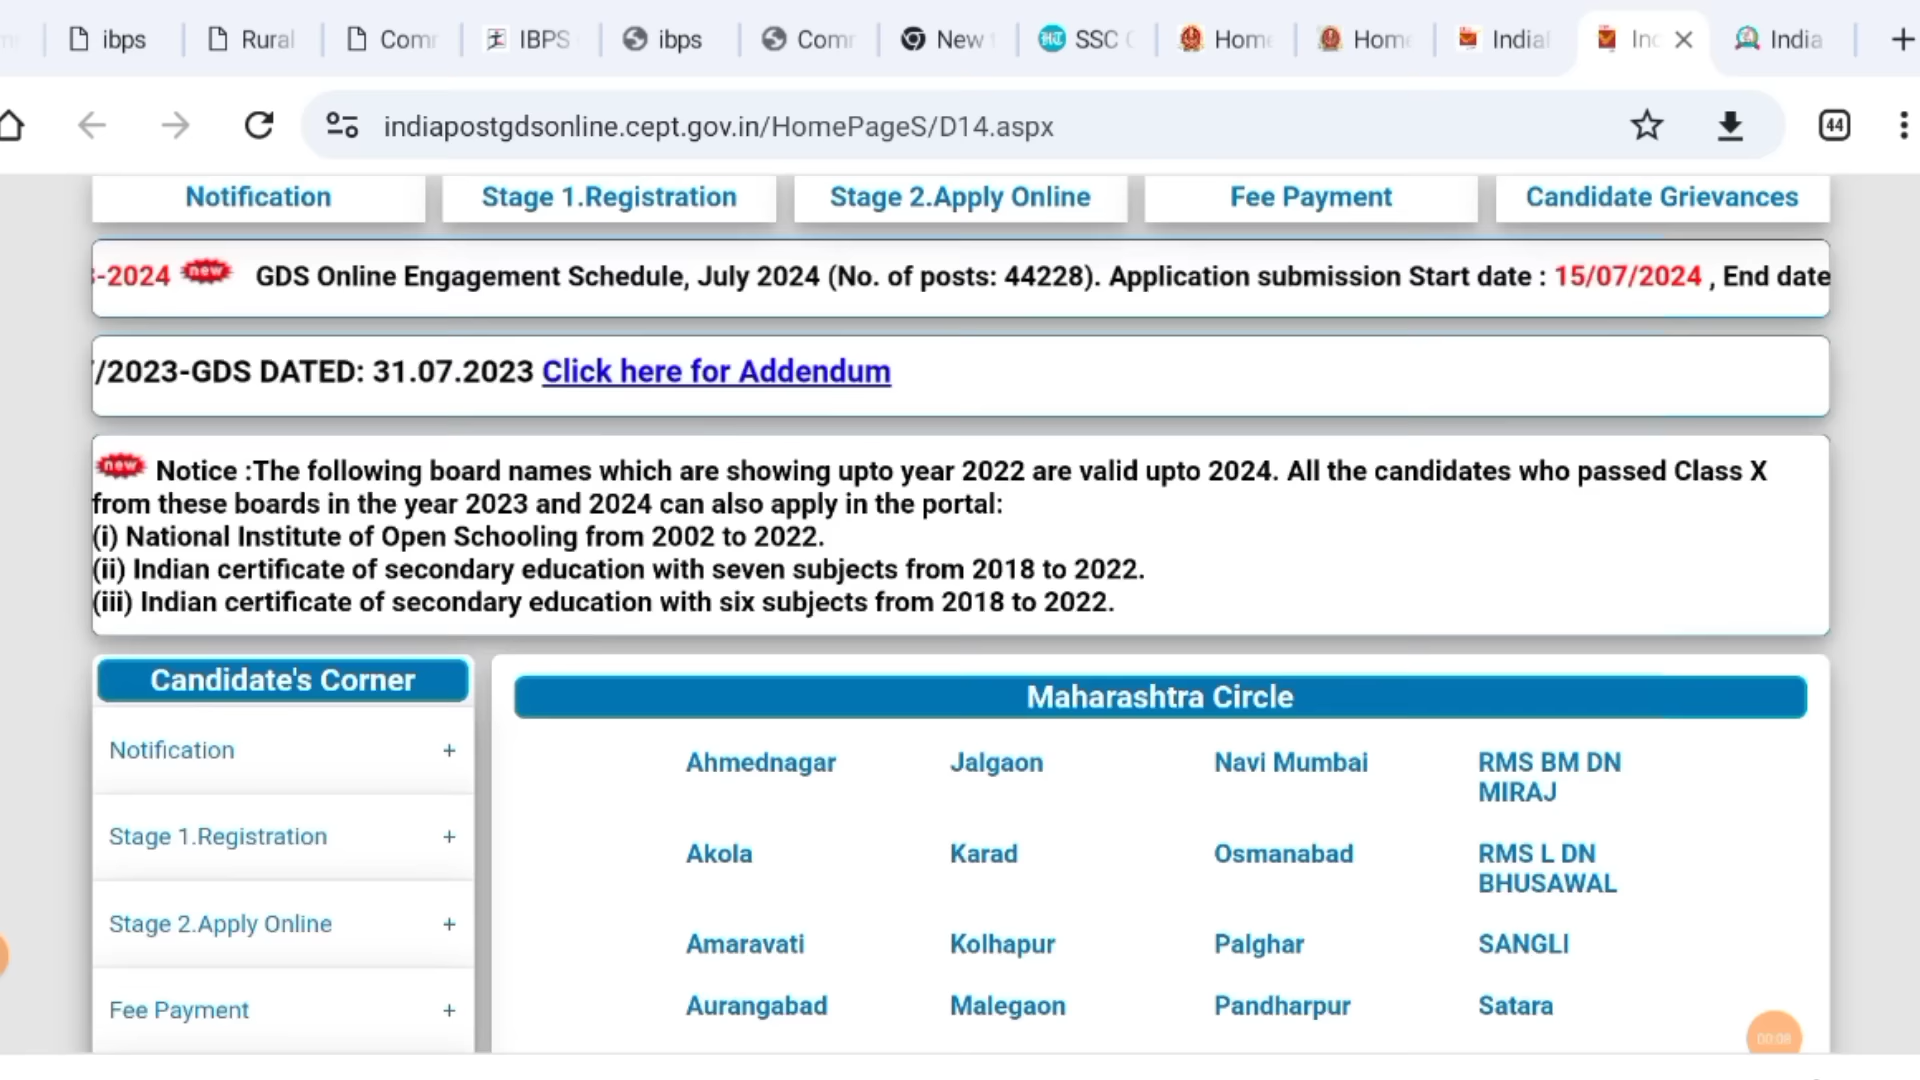 ibps
Rural
Comr
IBPS
ibps
Comr
New
SSC
Home
Home
India
Inc
India
indiapostgdsonline.cept.gov.in/HomePageS/D14.aspx
44
Notification
Stage 1.Registration
Stage 2.Apply Online
Fee Payment
Candidate Grievances
-2024 new GDS Online Engagement Schedule, July 2024 (No. of posts: 44228). Application submission Start date : 15/07/2024 , End date
/2023-GDS DATED: 31.07.2023 Click here for Addendum
new Notice :The following board names which are showing upto year 2022 are valid upto 2024. All the candidates who passed Class X
from these boards in the year 2023 and 2024 can also apply in the portal:
(i) National Institute of Open Schooling from 2002 to 2022.
(ii) Indian certificate of secondary education with seven subjects from 2018 to 2022.
(iii) Indian certificate of secondary education with six subjects from 2018 to 2022.
Candidate's Corner
Notification +
Stage 1.Registration +
Stage 2.Apply Online +
Fee Payment +
Maharashtra Circle
Ahmednagar Jalgaon Navi Mumbai RMS BM DN
MIRAJ
Akola Karad Osmanabad RMS L DN
BHUSAWAL
Amaravati Kolhapur Palghar SANGLI
Aurangabad Malegaon Pandharpur Satara
00:08